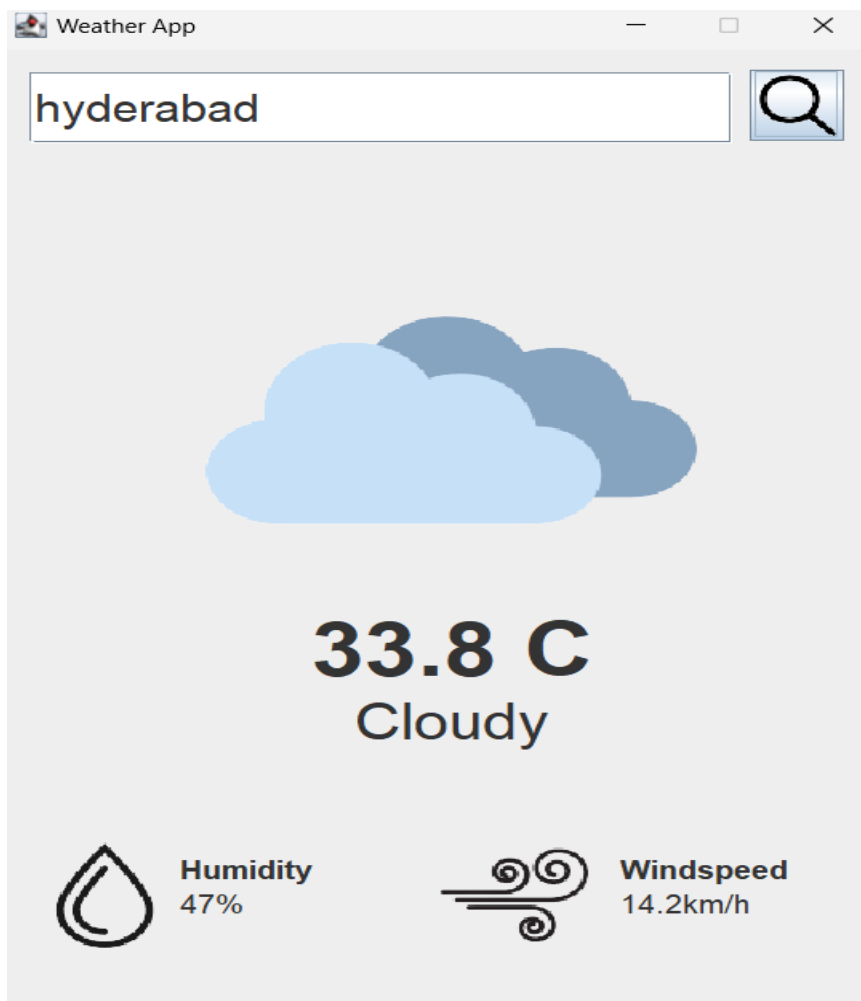 Weather App
hyderabad
33.8 C
Cloudy
Humidity
47%
Windspeed
14.2km/h